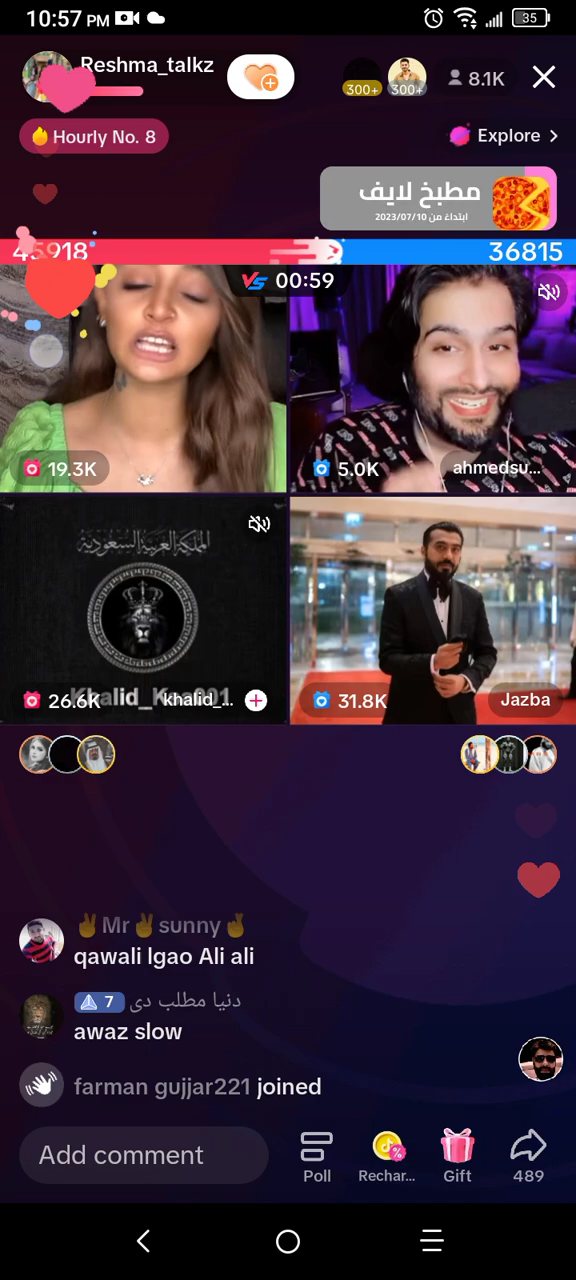 10:57 PM
35
Reshma_talkz
300+
300+
8.1K
Hourly No. 8
Explore >
مطبخ لايف
ابتداءً من 2023/07/10
45918
36815
VS 00:59
19.3K
5.0K
ahmedsu...
المملكة العربية السعودية
26.6K
khalid_...
31.8K
Jazba
✌Mr✌sunny✌
qawali lgao Ali ali
7 دنیا مطلب دی
awaz slow
farman gujjar221 joined
Add comment
Poll
Rechar...
Gift
489